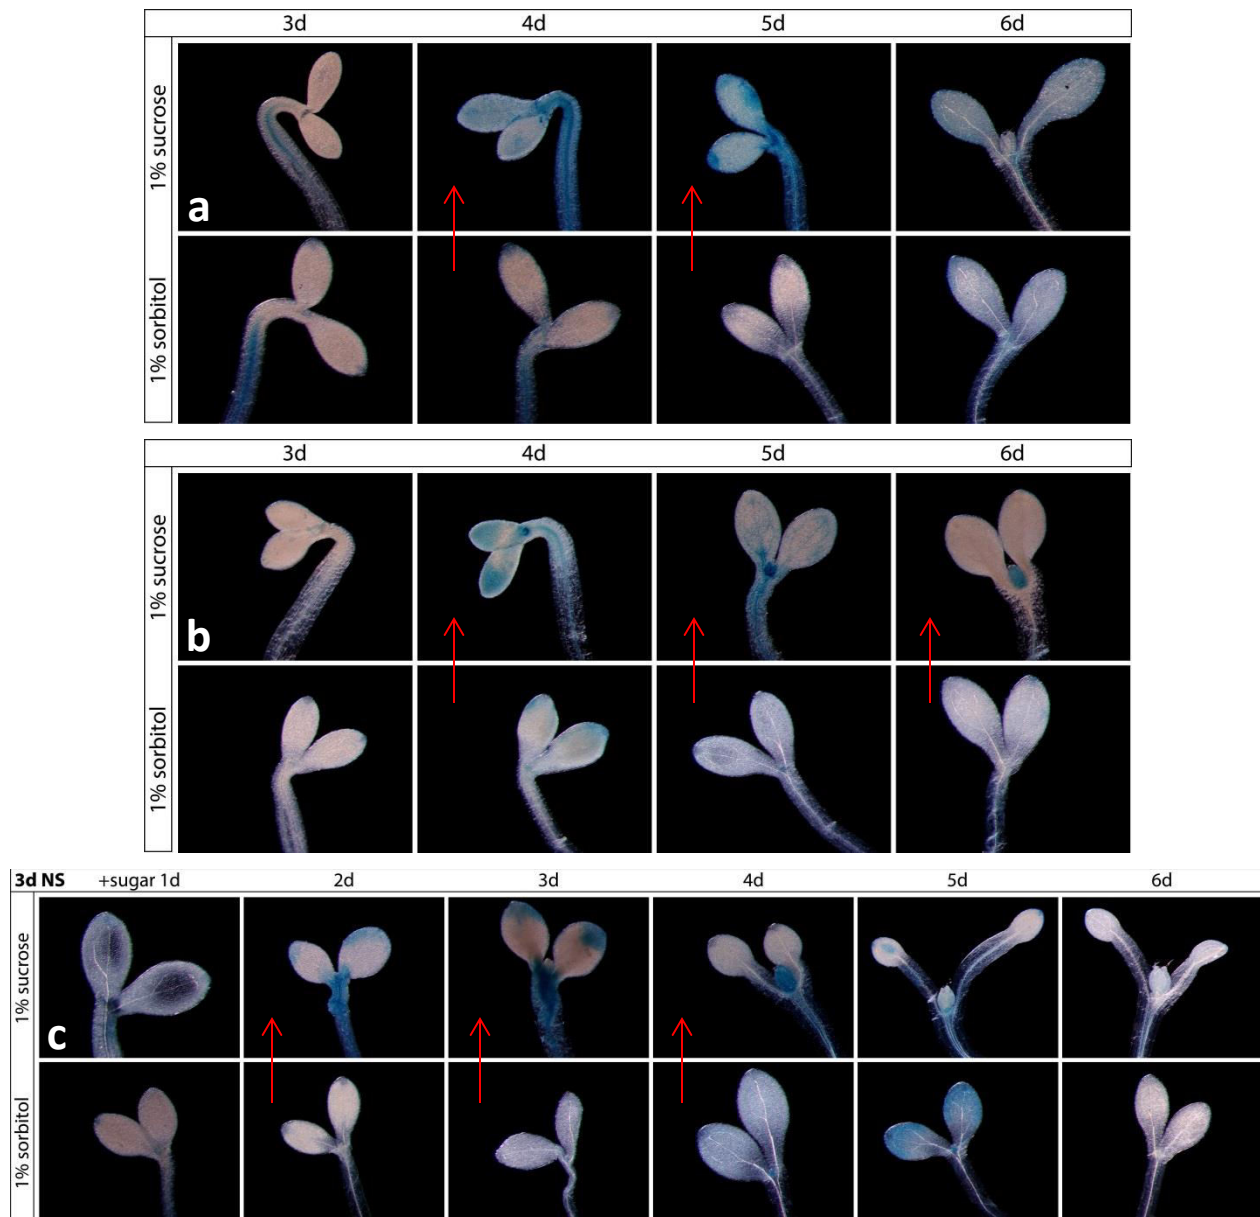 3d 4d 5d 6d
1% sucrose
a
1% sorbitol
3d 4d 5d 6d
1% sucrose
b
1% sorbitol
3d NS +sugar 1d 2d 3d 4d 5d 6d
1% sucrose
c
1% sorbitol